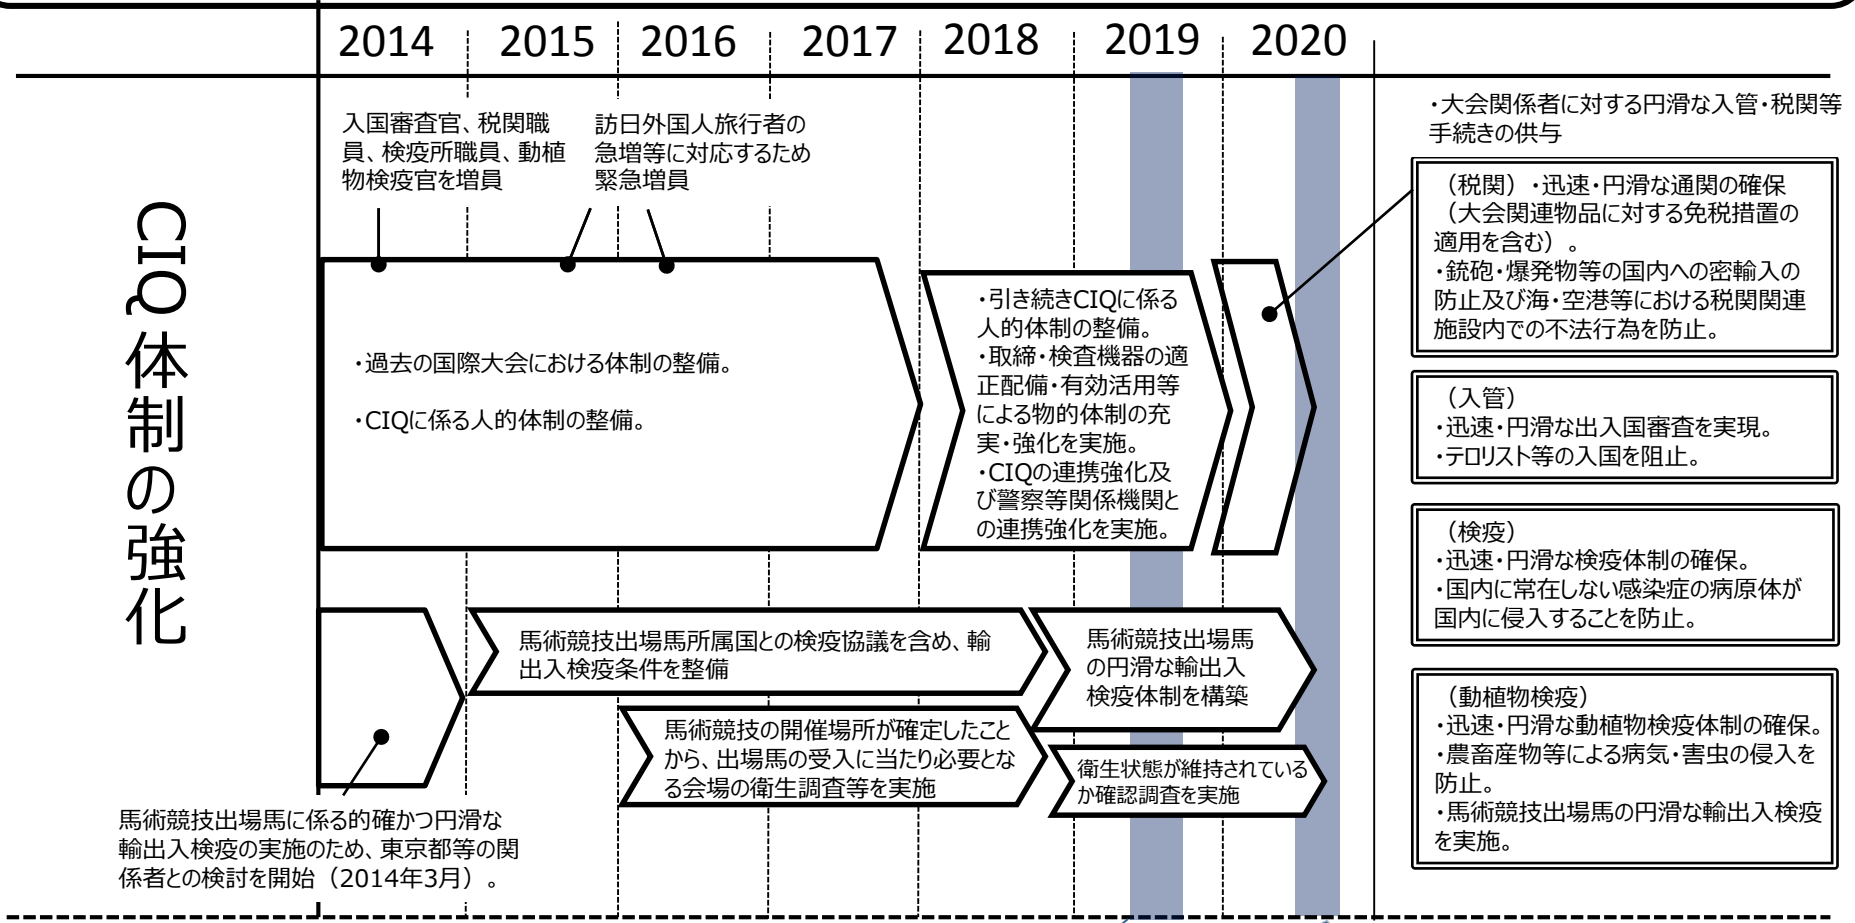 2014
2015
2016
2017
2018
2019
2020
CIQ体制の強化
入国審査官、税関職
員、検疫所職員、動植
物検疫官を増員
訪日外国人旅行者の
急増等に対応するため
緊急増員
・過去の国際大会における体制の整備。
・CIQに係る人的体制の整備。
・引き続きCIQに係る
人的体制の整備。
・取締・検査機器の適
正配備・有効活用等
による物的体制の充
実・強化を実施。
・CIQの連携強化及
び警察等関係機関と
の連携強化を実施。
馬術競技出場馬所属国との検疫協議を含め、輸
出入検疫条件を整備
馬術競技出場馬
の円滑な輸出入
検疫体制を構築
馬術競技の開催場所が確定したこと
から、出場馬の受入に当たり必要とな
る会場の衛生調査等を実施
衛生状態が維持されている
か確認調査を実施
馬術競技出場馬に係る的確かつ円滑な
輸出入検疫の実施のため、東京都等の関
係者との検討を開始（2014年3月）。
・大会関係者に対する円滑な入管・税関等
手続きの供与
（税関）・迅速・円滑な通関の確保
（大会関連物品に対する免税措置の
適用を含む）。
・銃砲・爆発物等の国内への密輸入の
防止及び海・空港等における税関関連
施設内での不法行為を防止。
（入管）
・迅速・円滑な出入国審査を実現。
・テロリスト等の入国を阻止。
（検疫）
・迅速・円滑な検疫体制の確保。
・国内に常在しない感染症の病原体が
国内に侵入することを防止。
（動植物検疫）
・迅速・円滑な動植物検疫体制の確保。
・農畜産物等による病気・害虫の侵入を
防止。
・馬術競技出場馬の円滑な輸出入検疫
を実施。